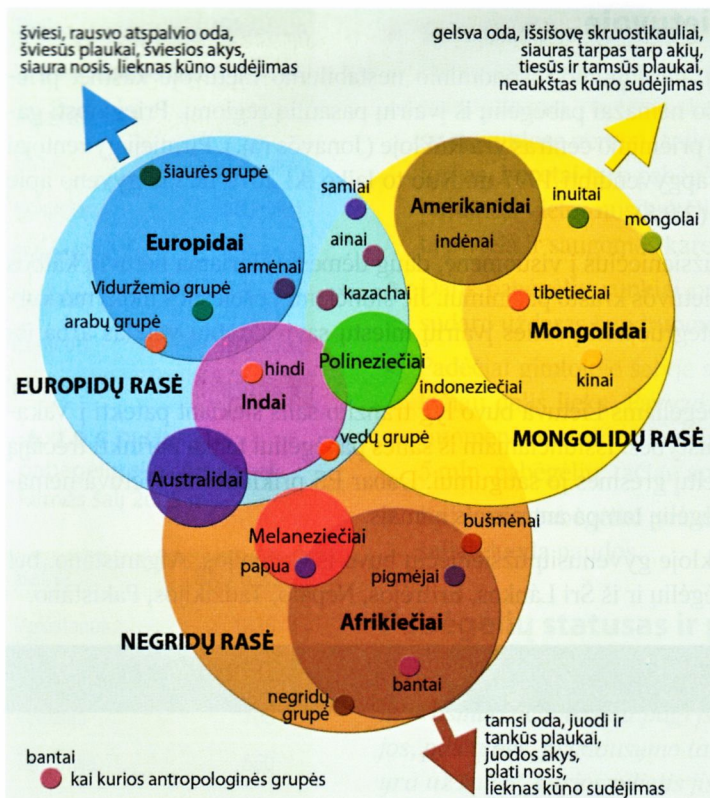 šviesi, rausvo atspalvio oda,
šviesūs plaukai, šviesios akys,
siaura nosis, lieknas kūno sudėjimas
gelsva oda, išsišovę skruostikauliai,
siauras tarpas tarp akių,
tiesūs ir tamsūs plaukai,
neaukštas kūno sudėjimas
šiaurės grupė
samiai
Amerikanidai
inuitai
mongolai
Europidai
ainai
indėnai
armėnai
Viduržemio grupė
kazachai
tibetiečiai
arabų grupė
Mongolidai
Polineziečiai
hindi
kinai
EUROPIDŲ RASĖ
Indai
indoneziečiai
vedų grupė
MONGOLIDŲ RASĖ
Australidai
Melaneziečiai
bušmėnai
papua
pigmėjai
NEGRIDŲ RASĖ
Afrikiečiai
bantai
negridų
grupė
tamsi oda, juodi ir
tankūs plaukai,
juodos akys,
plati nosis,
lieknas kūno sudėjimas
bantai
kai kurios antropologinės grupės